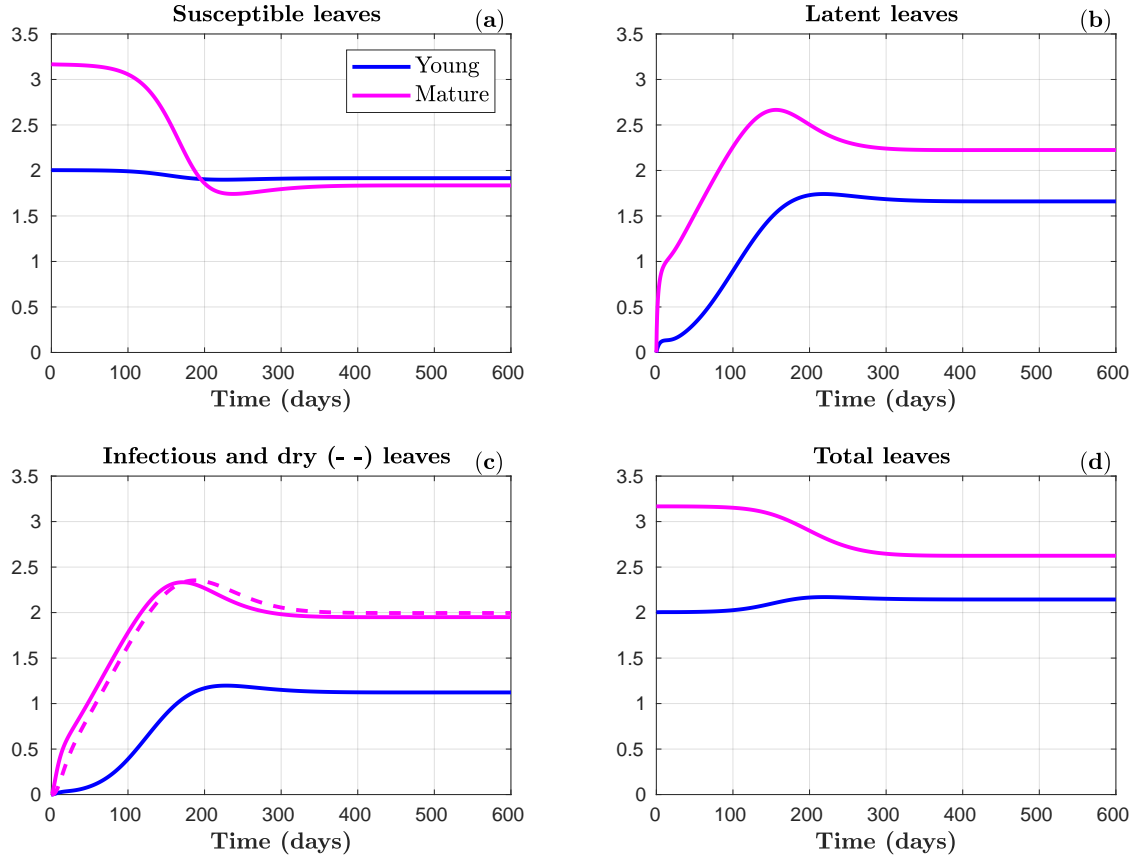 Susceptible leaves (a)
3.5
3
2.5
2
1.5
1
0.5
0
Young
Mature
0 100 200 300 400 500 600
Time (days)
Latent leaves (b)
3.5
3
2.5
2
1.5
1
0.5
0
0 100 200 300 400 500 600
Time (days)
Infectious and dry (- -) leaves (c)
3.5
3
2.5
2
1.5
1
0.5
0
0 100 200 300 400 500 600
Time (days)
Total leaves (d)
3.5
3
2.5
2
1.5
1
0.5
0
0 100 200 300 400 500 600
Time (days)